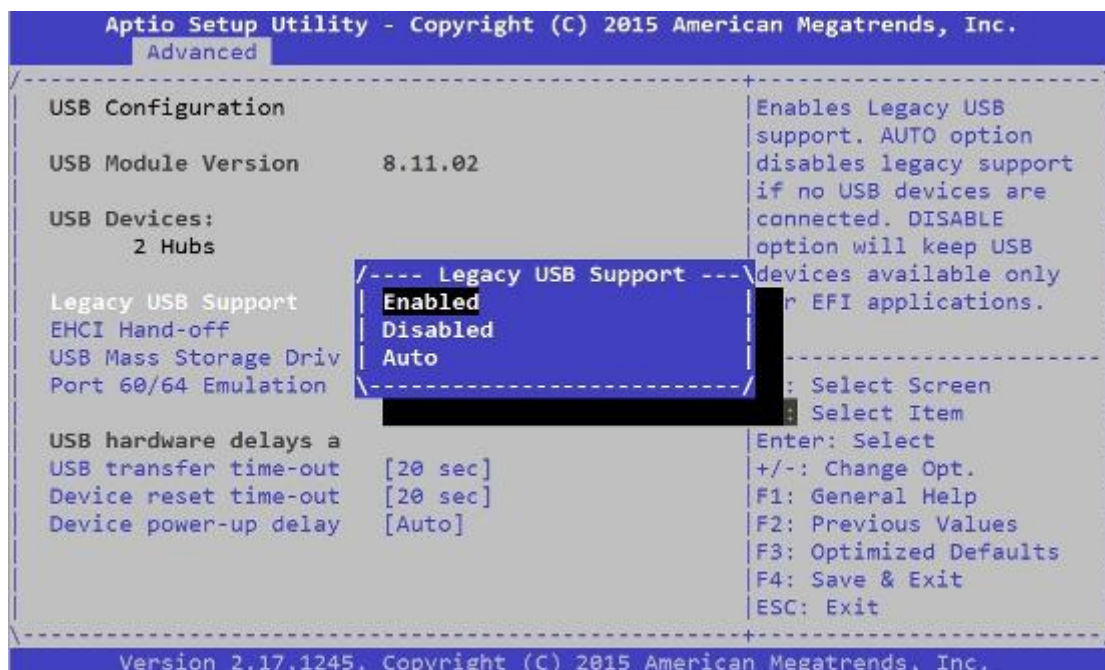 Aptio Setup Utility - Copyright (C) 2015 American Megatrends, Inc.
Advanced
USB Configuration
USB Module Version 8.11.02
USB Devices:
2 Hubs
Legacy USB Support
EHCI Hand-off
USB Mass Storage Driv
Port 60/64 Emulation
USB hardware delays a
USB transfer time-out [20 sec]
Device reset time-out [20 sec]
Device power-up delay [Auto]
/---- Legacy USB Support ---\
Enabled
Disabled
Auto
Enables Legacy USB
support. AUTO option
disables legacy support
if no USB devices are
connected. DISABLE
option will keep USB
devices available only
r EFI applications.
: Select Screen
: Select Item
Enter: Select
+/-: Change Opt.
F1: General Help
F2: Previous Values
F3: Optimized Defaults
F4: Save & Exit
ESC: Exit
Version 2.17.1245. Copyright (C) 2015 American Megatrends, Inc.